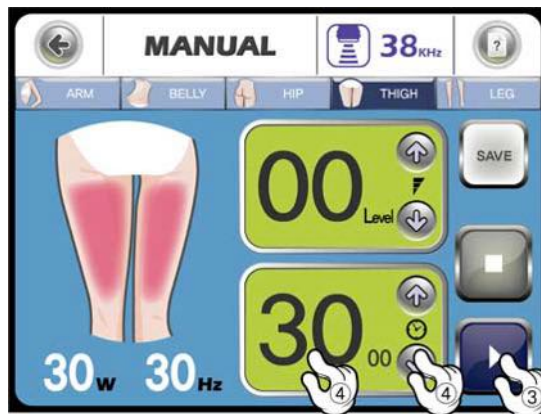 MANUAL 38KHz ?
ARM BELLY HIP THIGH LEG
00 Level
SAVE
30 00
30W 30Hz
④ ④ ③